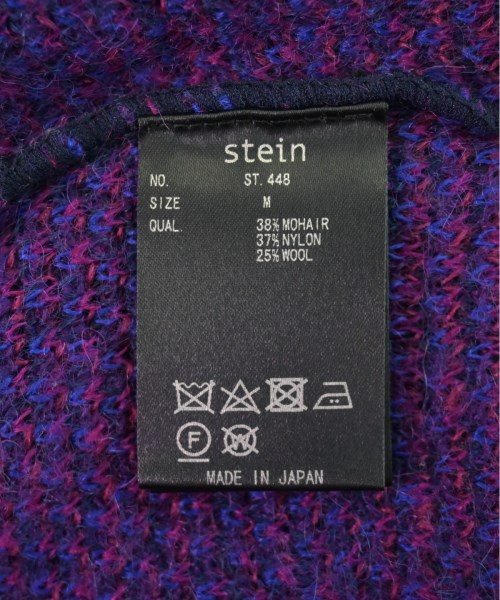 stein
NO. ST. 448
SIZE M
QUAL. 38%MOHAIR
37%NYLON
25%WOOL
F W
MADE IN JAPAN